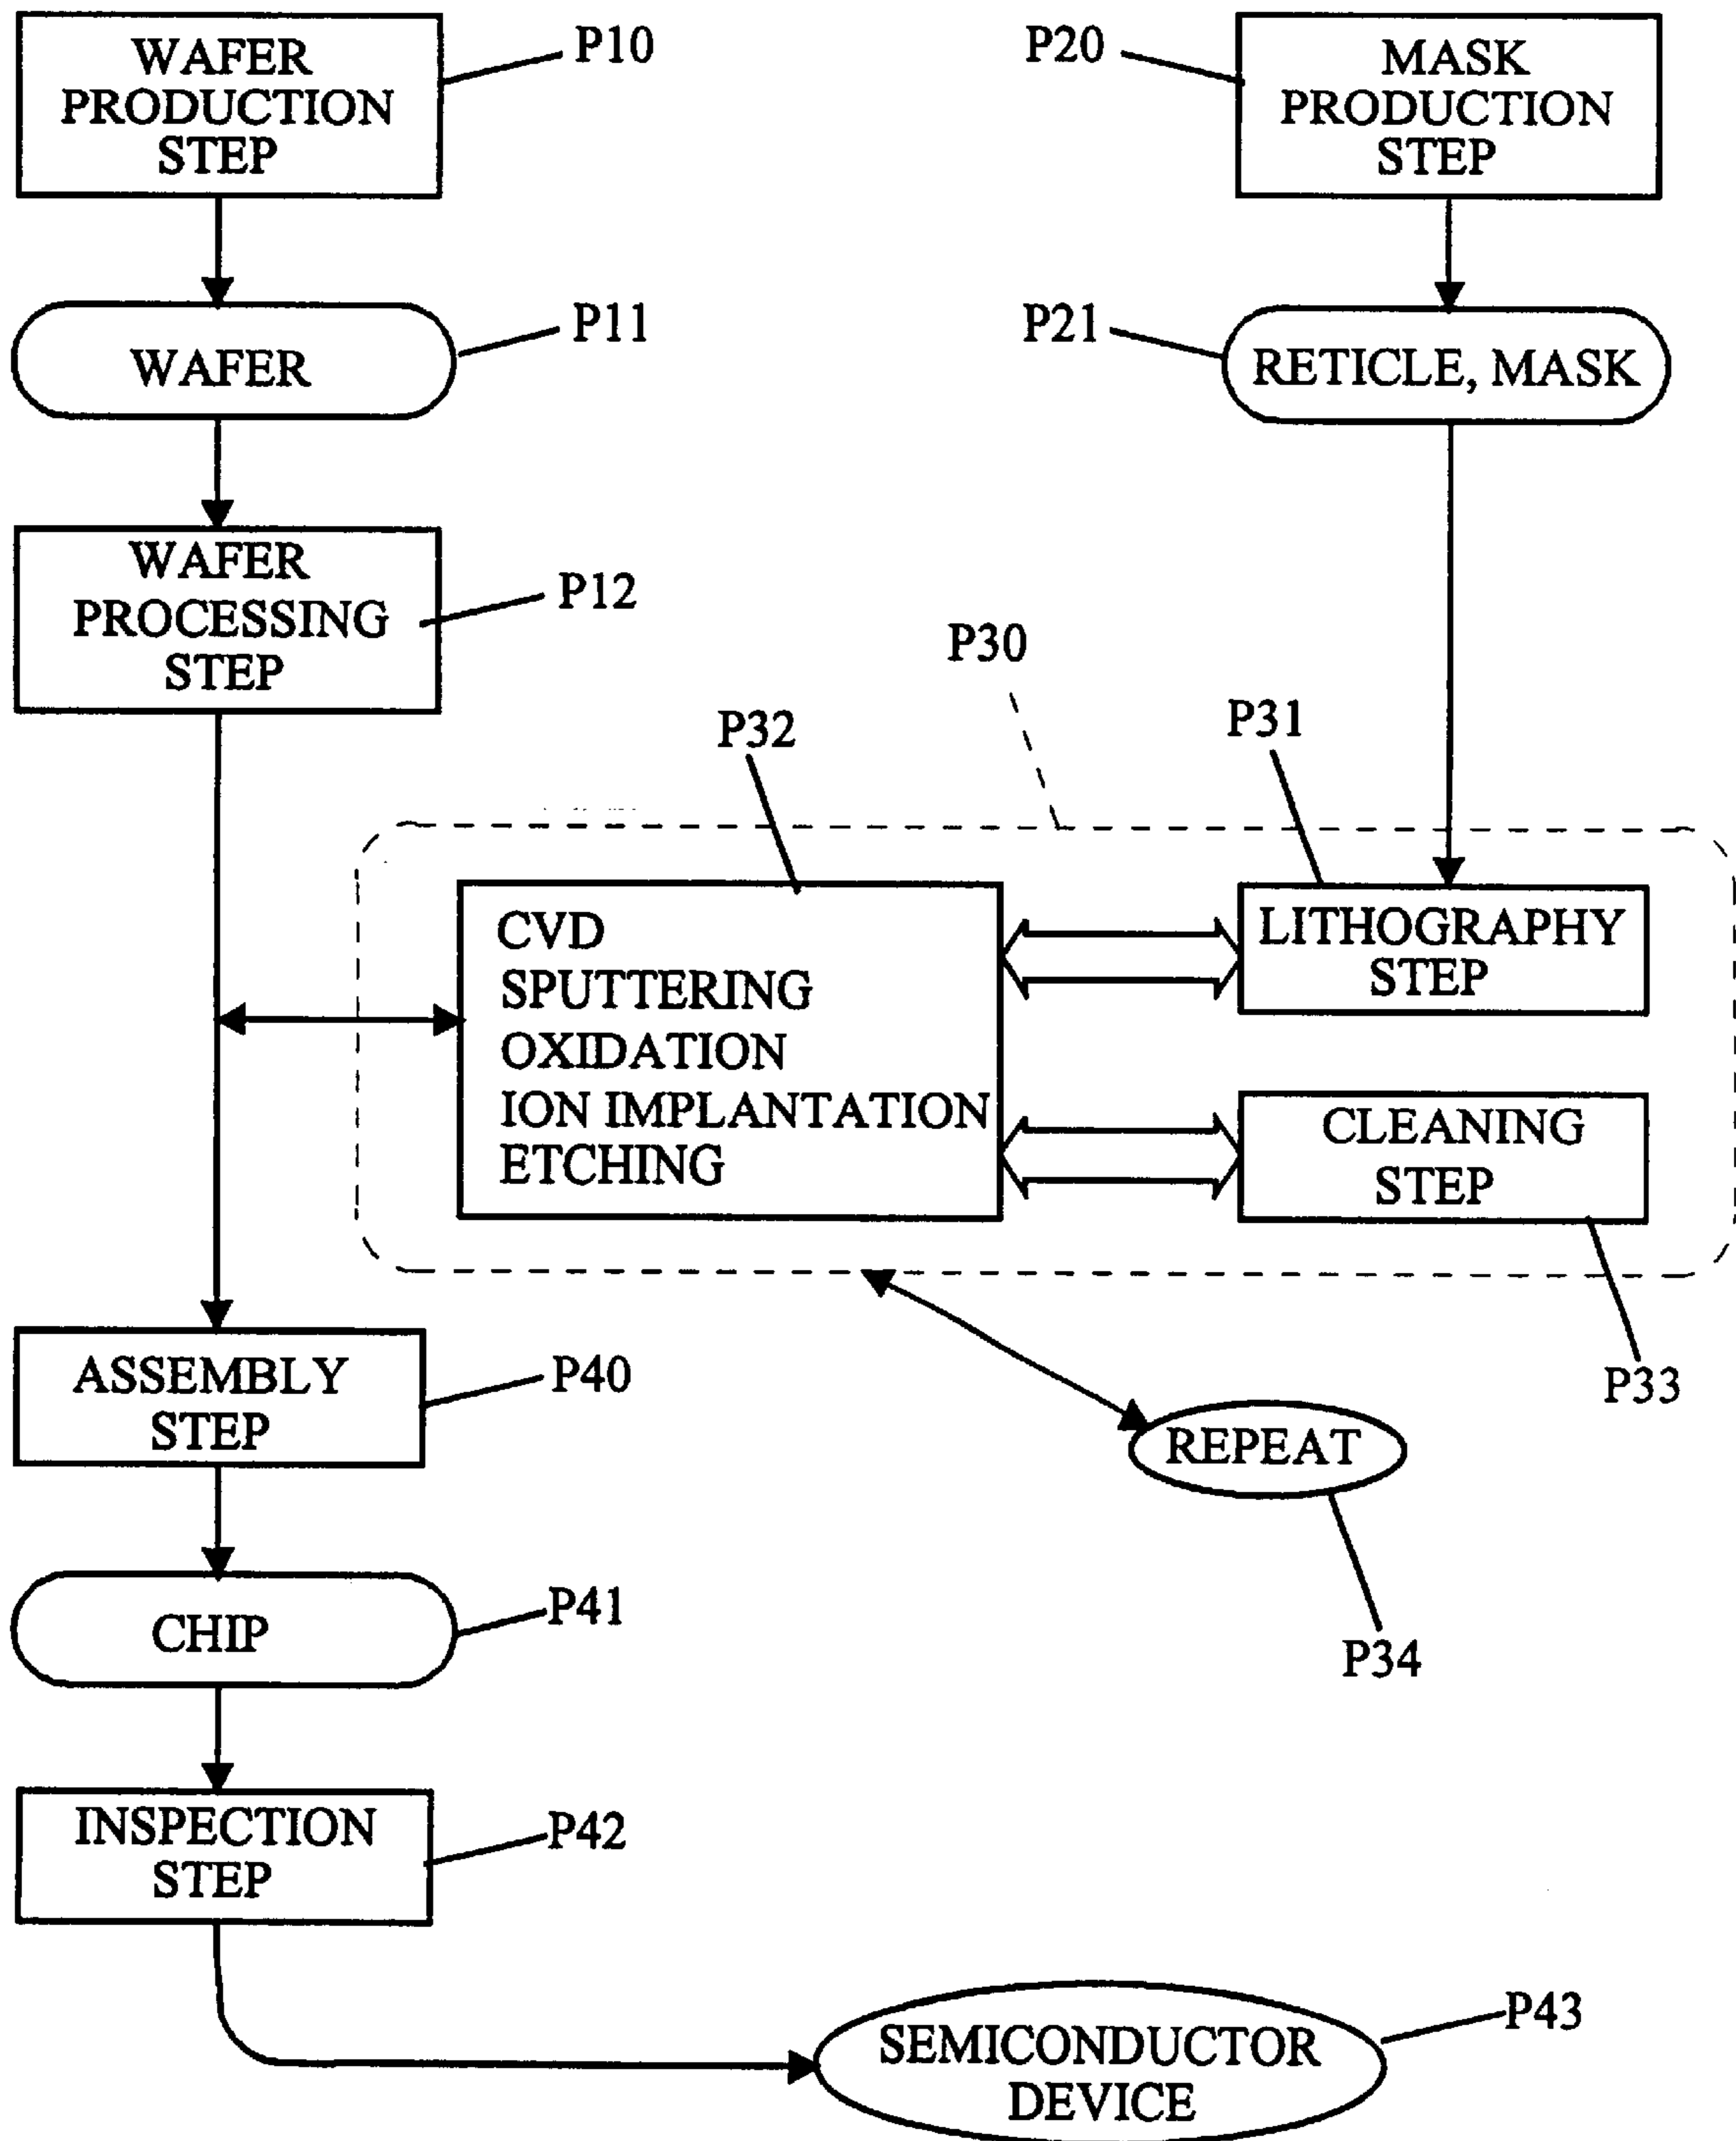 WAFER
PRODUCTION
STEP
P10
WAFER
P11
WAFER
PROCESSING
STEP
P12
P20
MASK
PRODUCTION
STEP
P21
RETICLE, MASK
P30
P32
P31
CVD
SPUTTERING
OXIDATION
ION IMPLANTATION
ETCHING
LITHOGRAPHY
STEP
CLEANING
STEP
P33
REPEAT
P34
ASSEMBLY
STEP
P40
CHIP
P41
INSPECTION
STEP
P42
SEMICONDUCTOR
DEVICE
P43